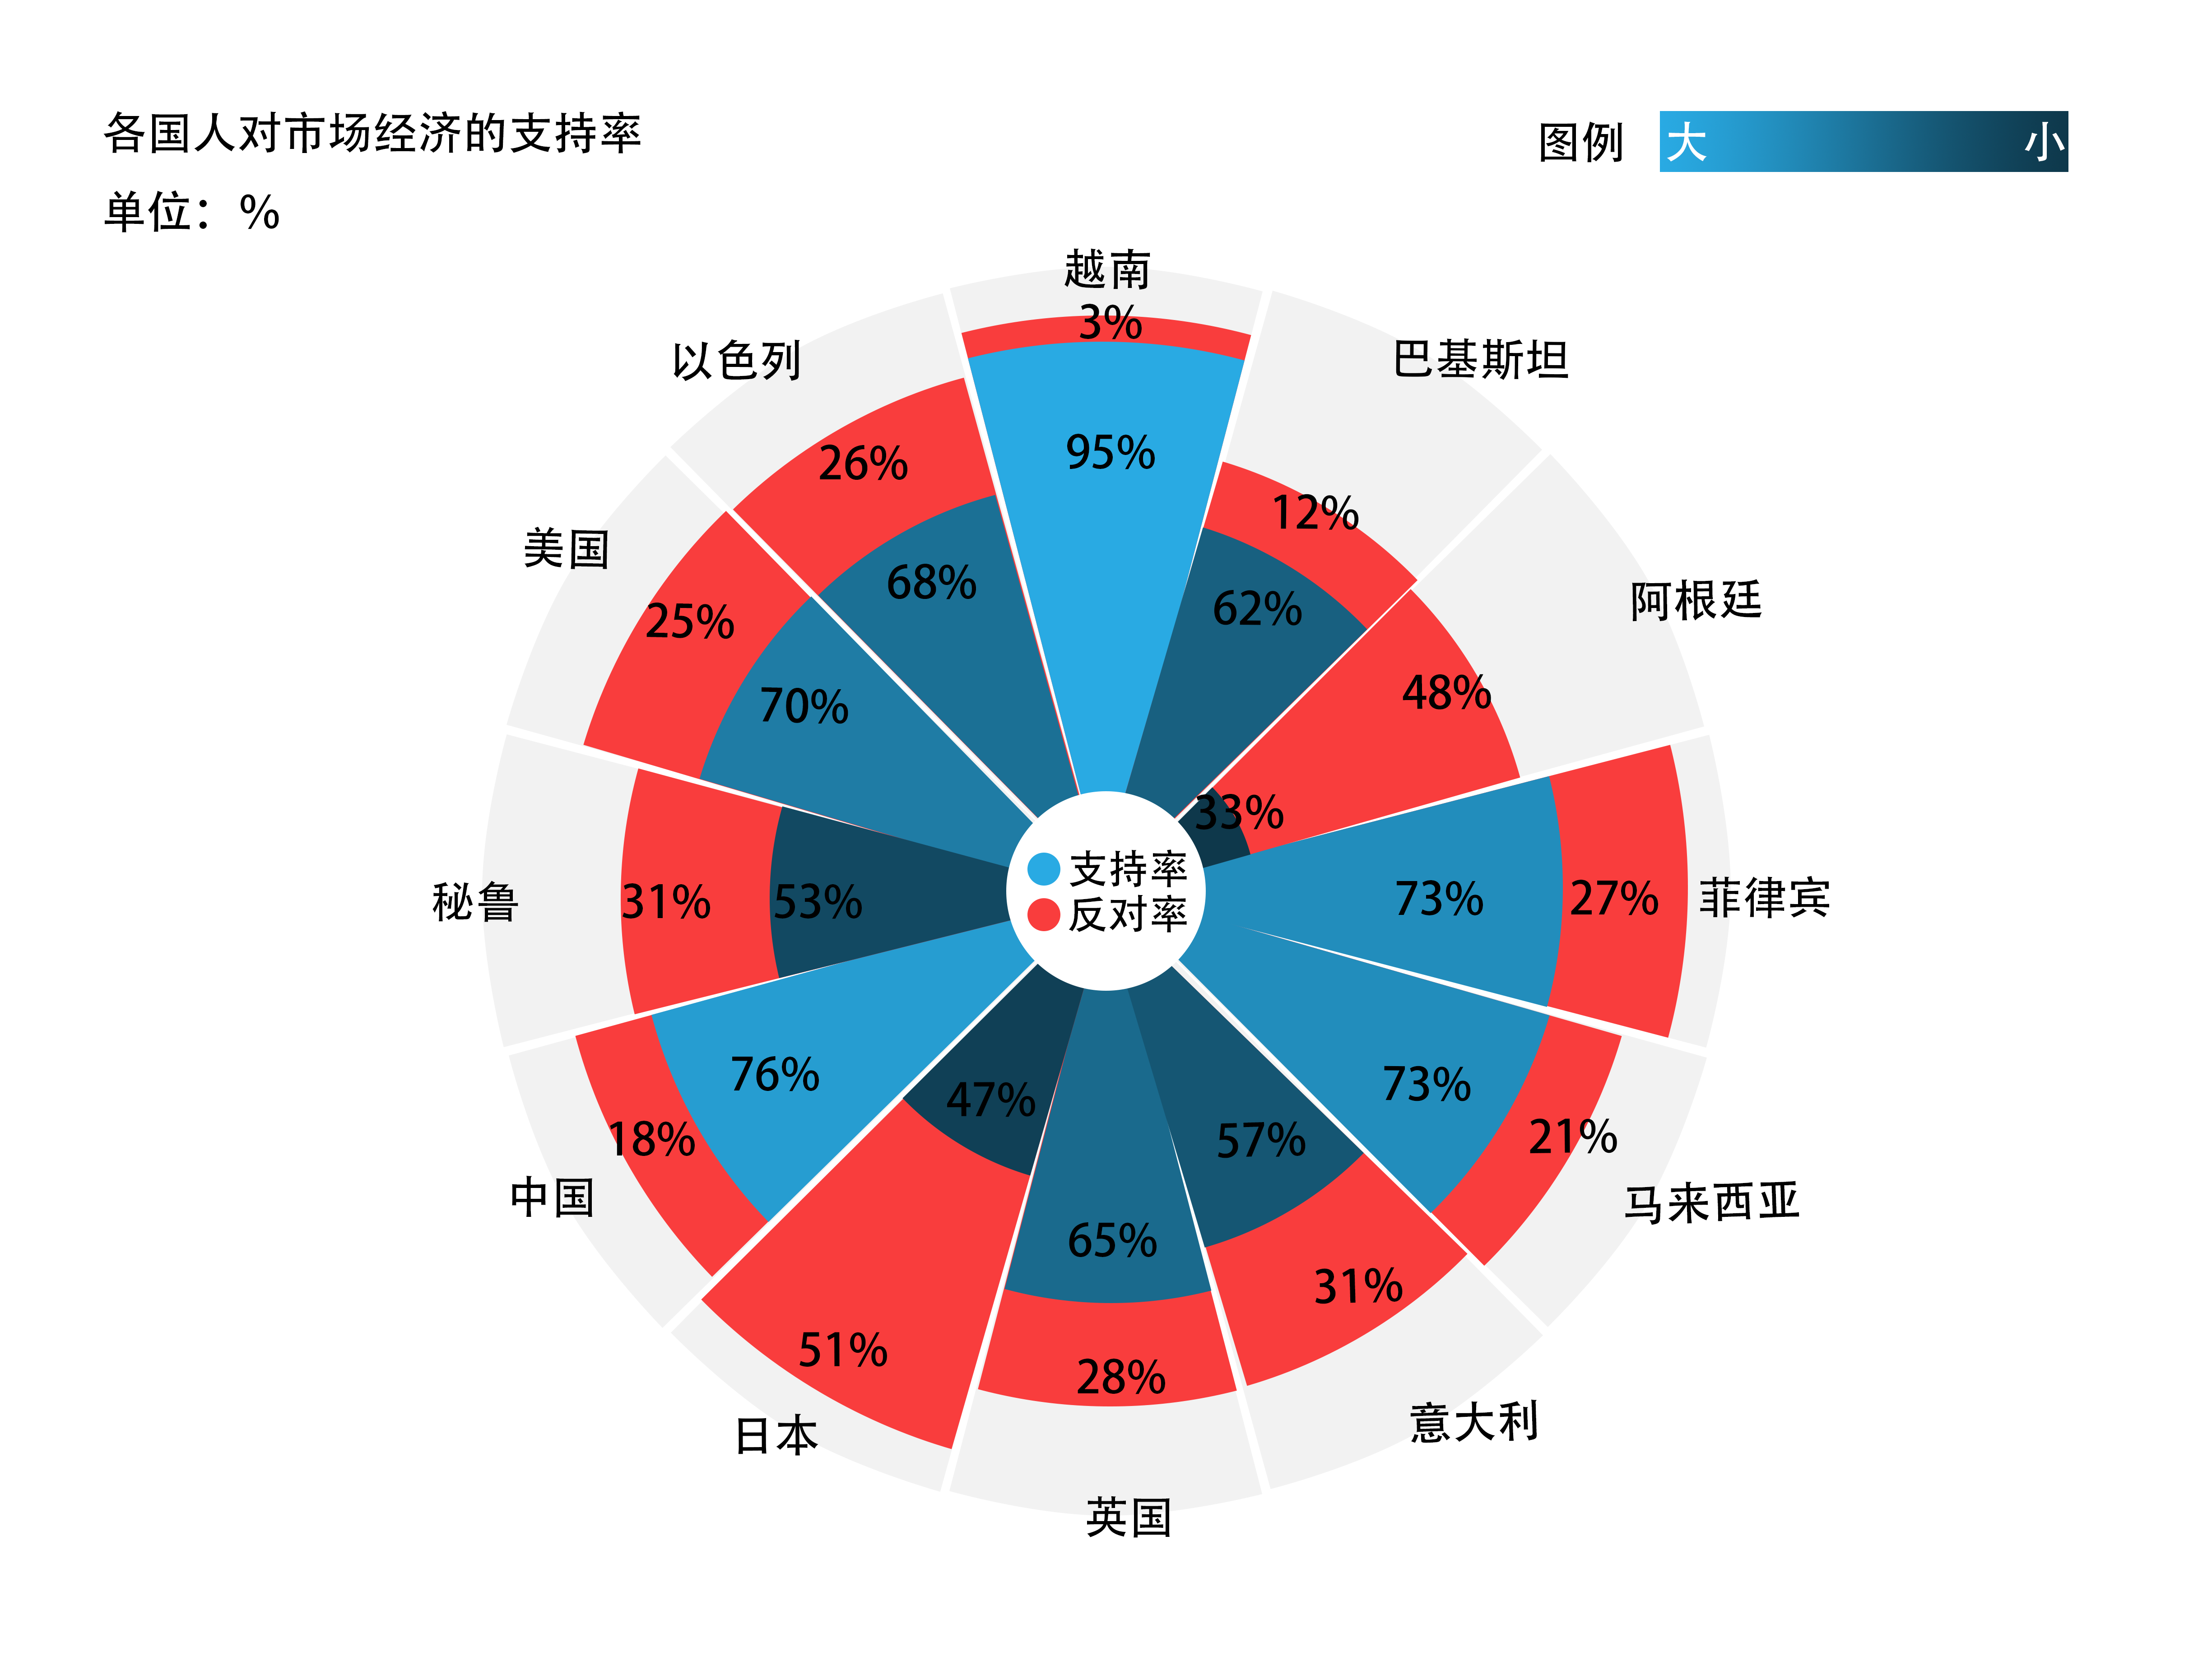 各国人对市场经济的支持率
单位：%
图例
大
小
越南
3%
95%
巴基斯坦
12%
62%
阿根廷
48%
33%
菲律宾
73%
27%
马来西亚
73%
21%
意大利
57%
31%
英国
65%
28%
日本
47%
51%
中国
76%
18%
秘鲁
31%
53%
美国
25%
70%
以色列
26%
68%
支持率
反对率